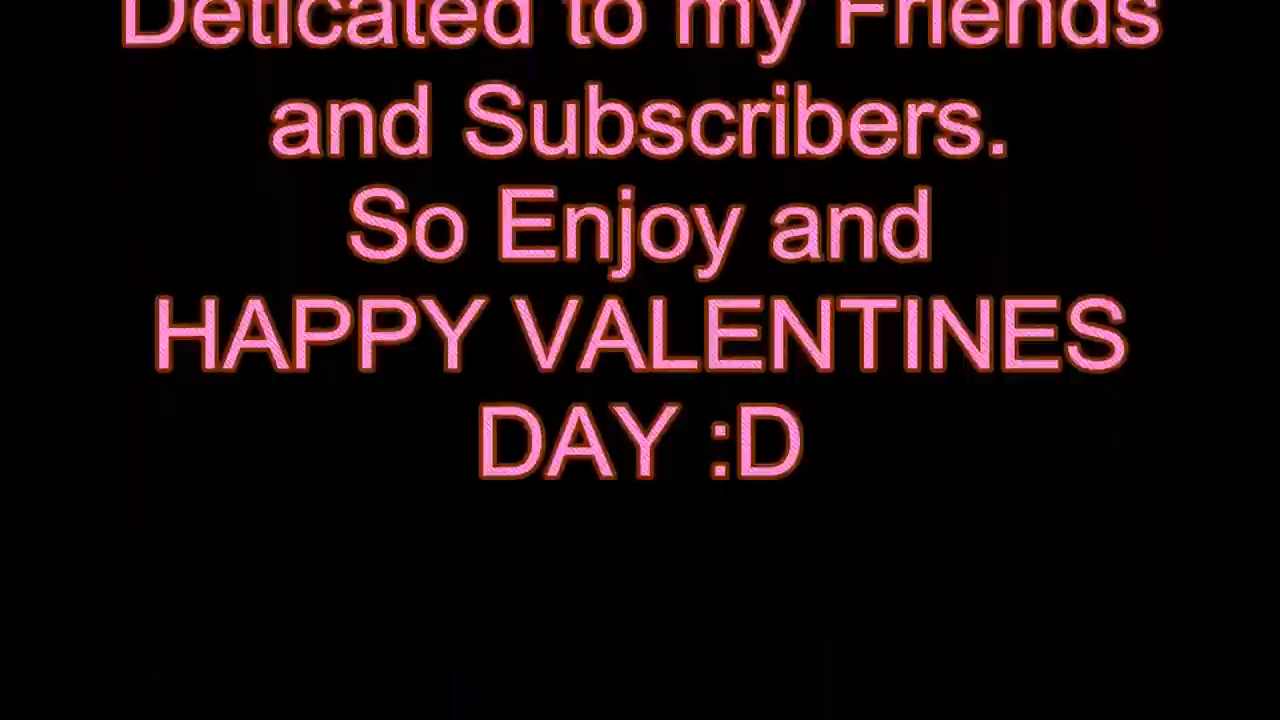 Deticated to my Friends
and Subscribers.
So Enjoy and
HAPPY VALENTINES
DAY :D